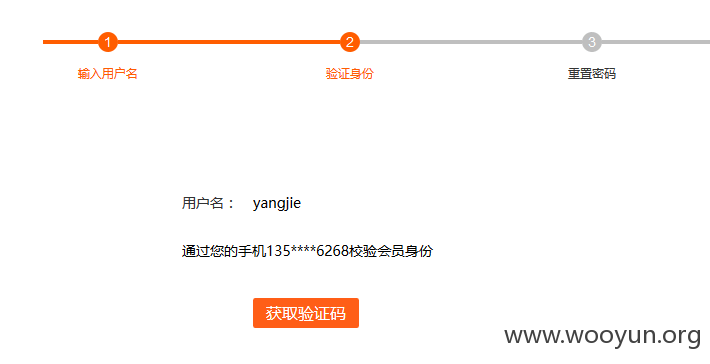 1 2 3
输入用户名 验证身份 重置密码
用户名： yangjie
通过您的手机135****6268校验会员身份
获取验证码
www.wooyun.org